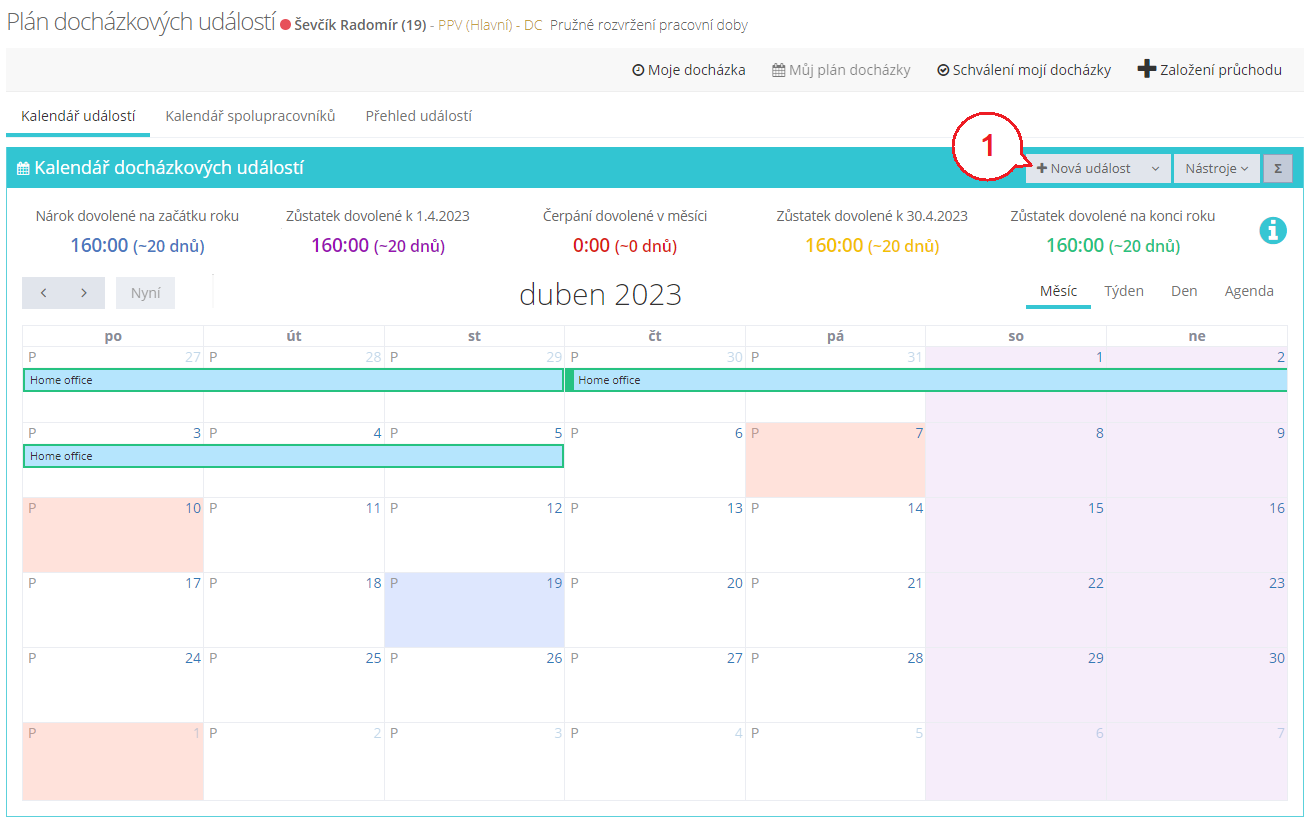 Plán docházkových událostí Ševčík Radomír (19) - PPV (Hlavní) - DC Pružné rozvržení pracovní doby
Moje docházka Můj plán docházky Schválení mojí docházky Založení průchodu
Kalendář událostí Kalendář spolupracovníků Přehled událostí
1
Kalendář docházkových událostí Nová událost Nástroje Σ
Nárok dovolené na začátku roku Zůstatek dovolené k 1.4.2023 Čerpání dovolené v měsíci Zůstatek dovolené k 30.4.2023 Zůstatek dovolené na konci roku
160:00 (~20 dnů) 160:00 (~20 dnů) 0:00 (~0 dnů) 160:00 (~20 dnů) 160:00 (~20 dnů)
< > Nyní duben 2023 Měsíc Týden Den Agenda
po út st čt pá so ne
P 27 P 28 P 29 P 30 P 31 1 2
Home office Home office
P 3 P 4 P 5 P 6 P 7 8 9
Home office
P 10 P 11 P 12 P 13 P 14 15 16
P 17 P 18 P 19 P 20 P 21 22 23
P 24 P 25 P 26 P 27 P 28 29 30
P 1 P 2 P 3 P 4 P 5 6 7